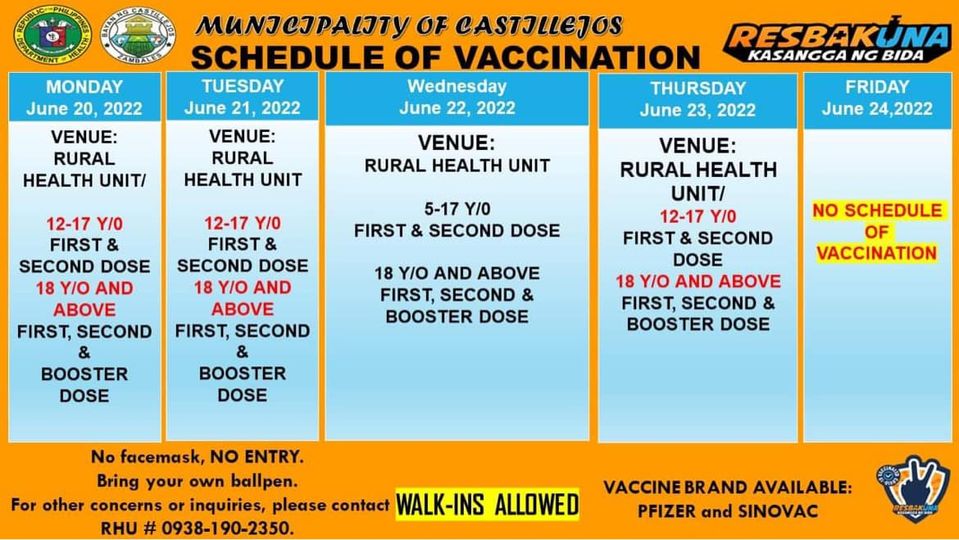 MUNICIPALITY OF CASTILLEJOS
SCHEDULE OF VACCINATION
RESBAKUNA
KASANGGA NG BIDA
REPUBLIC OF THE PHILIPPINES
DEPARTMENT OF HEALTH
BAYAN NG CASTILLEJOS
ZAMBALES
MONDAY
June 20, 2022
VENUE:
RURAL
HEALTH UNIT/
12-17 Y/0
FIRST &
SECOND DOSE
18 Y/O AND
ABOVE
FIRST, SECOND
&
BOOSTER
DOSE
TUESDAY
June 21, 2022
VENUE:
RURAL
HEALTH UNIT
12-17 Y/0
FIRST &
SECOND DOSE
18 Y/O AND
ABOVE
FIRST, SECOND
&
BOOSTER
DOSE
Wednesday
June 22, 2022
VENUE:
RURAL HEALTH UNIT
5-17 Y/0
FIRST & SECOND DOSE
18 Y/O AND ABOVE
FIRST, SECOND &
BOOSTER DOSE
THURSDAY
June 23, 2022
VENUE:
RURAL HEALTH
UNIT/
12-17 Y/0
FIRST & SECOND
DOSE
18 Y/O AND ABOVE
FIRST, SECOND &
BOOSTER DOSE
FRIDAY
June 24,2022
NO SCHEDULE
OF
VACCINATION
No facemask, NO ENTRY.
Bring your own ballpen.
For other concerns or inquiries, please contact
RHU # 0938-190-2350.
WALK-INS ALLOWED
VACCINE BRAND AVAILABLE:
PFIZER and SINOVAC
RESBAKUNA
KASANGGA NG BIDA